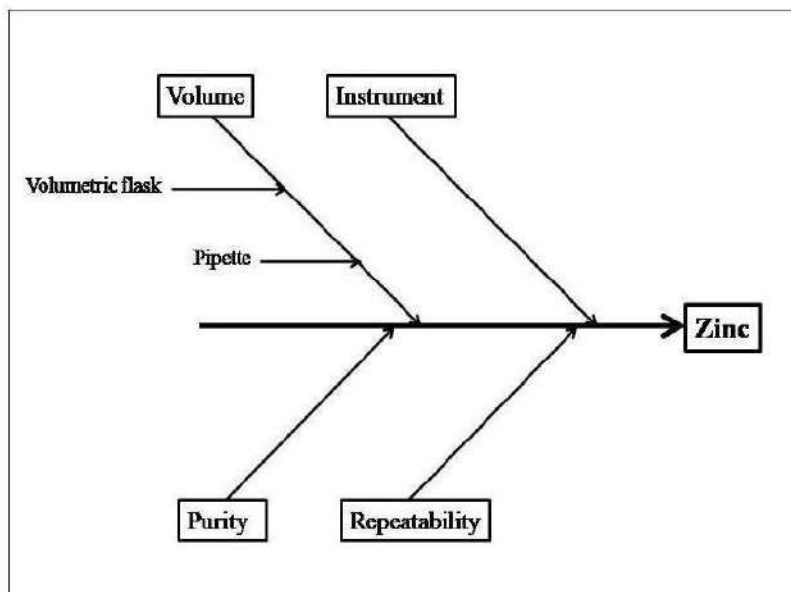 Volume
Instrument
Volumetric flask
Pipette
Zinc
Purity
Repeatability